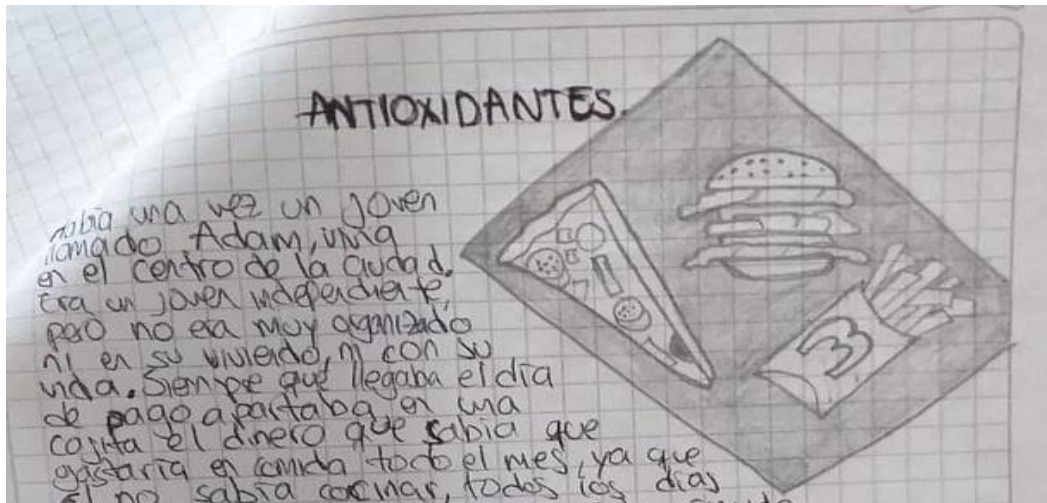 ANTIOXIDANTES.
había una vez un joven
llamado Adam, vivía
en el centro de la ciudad.
Era un joven independiente,
pero no era muy organizado
ni en su vivienda, ni con su
vida. Siempre que llegaba el día
de pago apartaba en una
cajita el dinero que sabía que
gastaría en comida todo el mes, ya que
él no sabía cocinar, todos los días
3